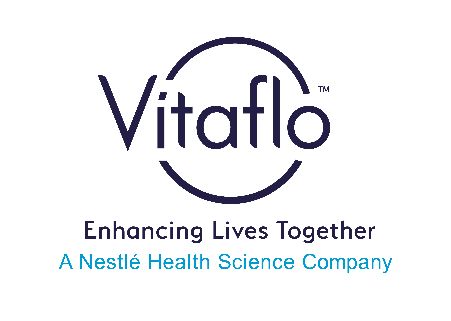 Vitaflo™
Enhancing Lives Together
A Nestlé Health Science Company